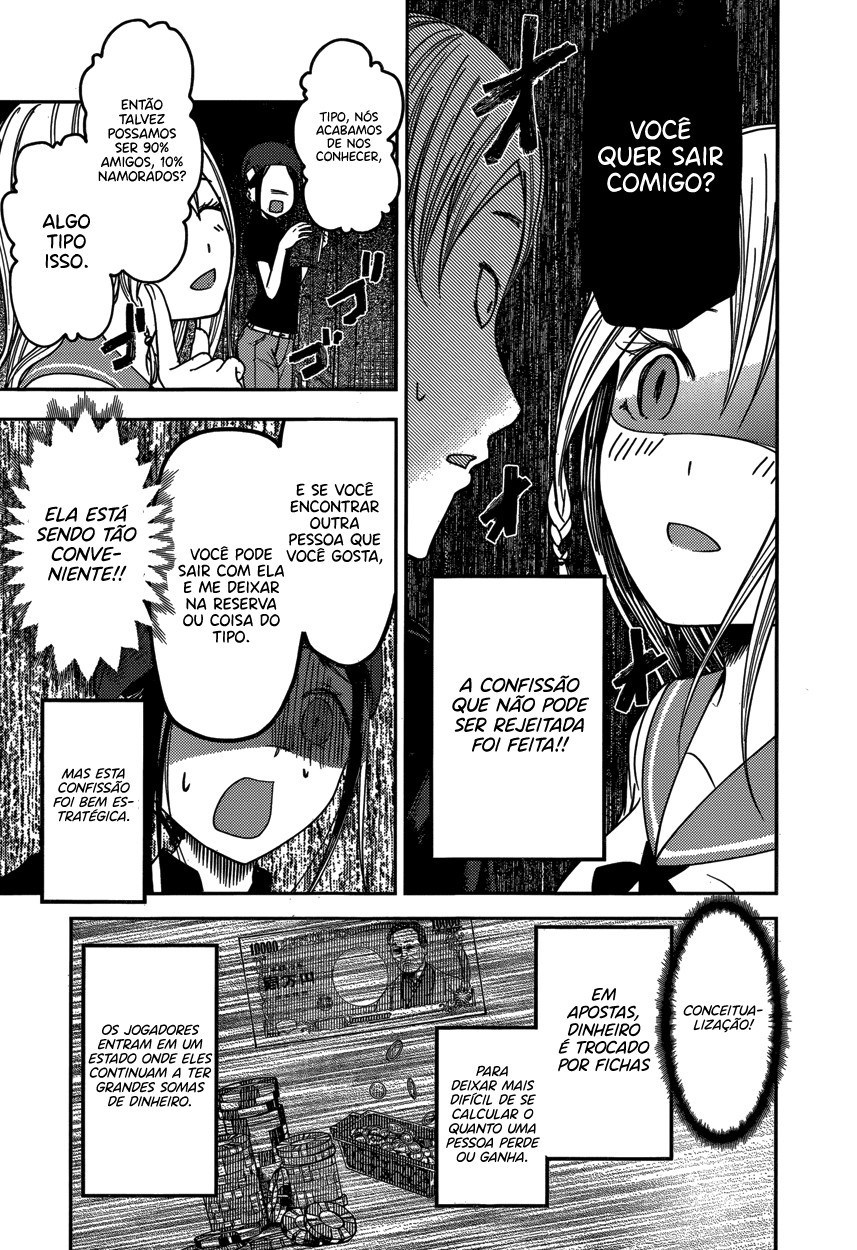 VOCÊ
QUER SAIR
COMIGO?
A CONFISSÃO
QUE NÃO PODE
SER REJEITADA
FOI FEITA!!
TIPO, NÓS
ACABAMOS
DE NOS
CONHECER,
ENTÃO
TALVEZ
POSSAMOS
SER 90%
AMIGOS, 10%
NAMORADOS?
ALGO
TIPO
ISSO.
ゴゴゴ
E SE VOCÊ
ENCONTRAR
OUTRA
PESSOA QUE
VOCÊ GOSTA,
VOCÊ PODE
SAIR COM ELA
E ME DEIXAR
NA RESERVA
OU COISA DO
TIPO.
ELA ESTÁ
SENDO TÃO
CONVE-
NIENTE!!
MAS ESTA
CONFISSÃO
FOI BEM ES-
TRATÉGICA.
CONCEITUA-
LIZAÇÃO!
EM
APOSTAS,
DINHEIRO
É TROCADO
POR FICHAS
PARA
DEIXAR MAIS
DIFÍCIL DE SE
CALCULAR O
QUANTO UMA
PESSOA PERDE
OU GANHA.
OS JOGADORES
ENTRAM EM UM
ESTADO ONDE ELES
CONTINUAM A TER
GRANDES SOMAS
DE DINHEIRO.
10000
10000